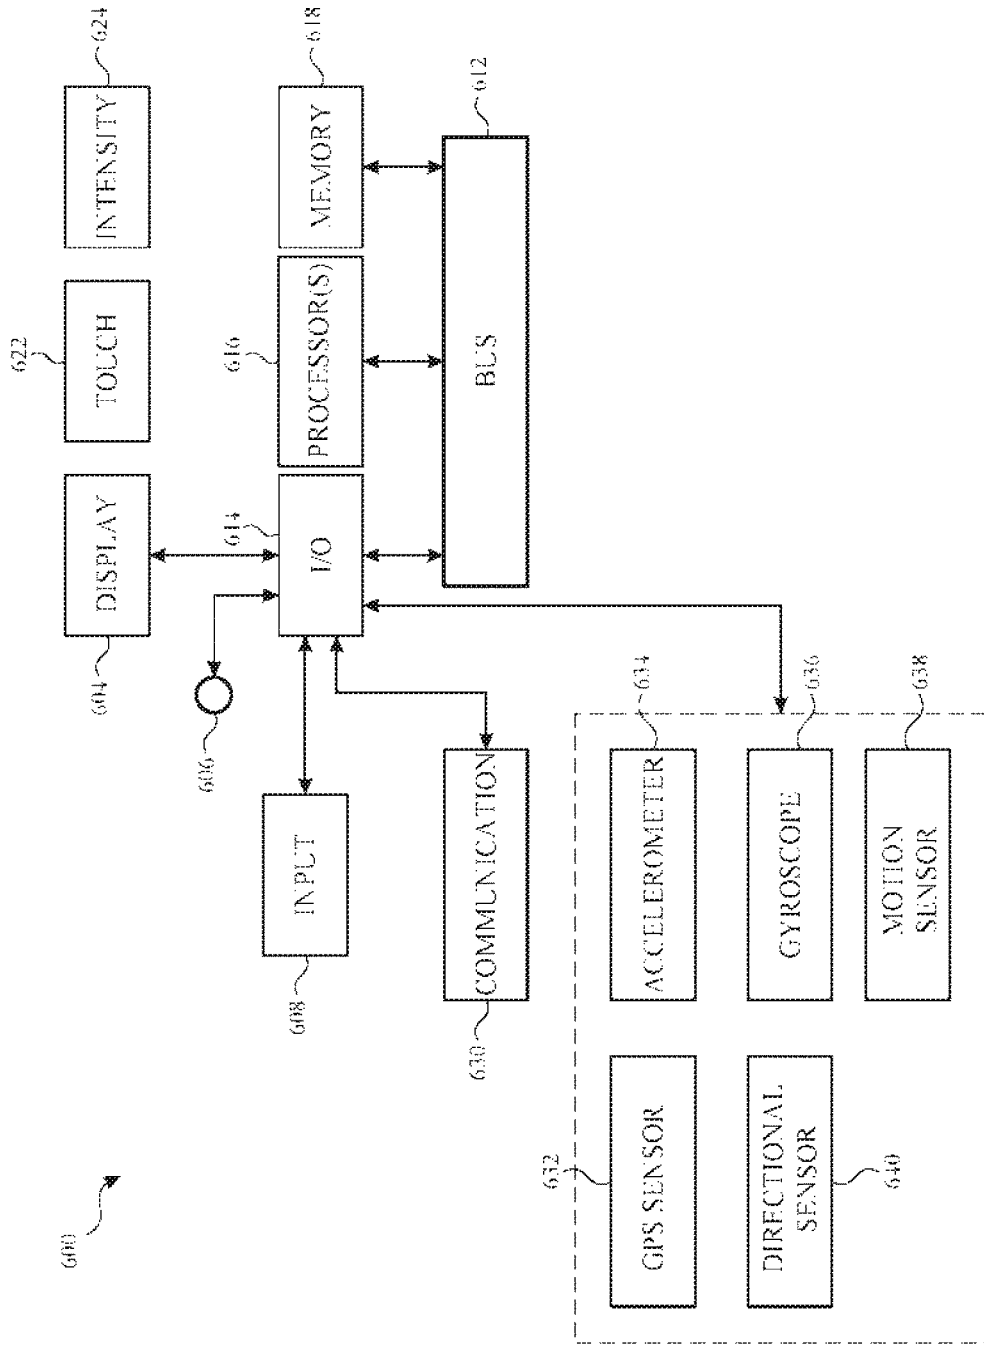 600
604
DISPLAY
622
TOUCH
624
INTENSITY
606
608
INPUT
614
I/O
616
PROCESSOR(S)
618
MEMORY
612
BUS
630
COMMUNICATION
632
GPS SENSOR
634
ACCELEROMETER
636
GYROSCOPE
638
MOTION
SENSOR
640
DIRECTIONAL
SENSOR